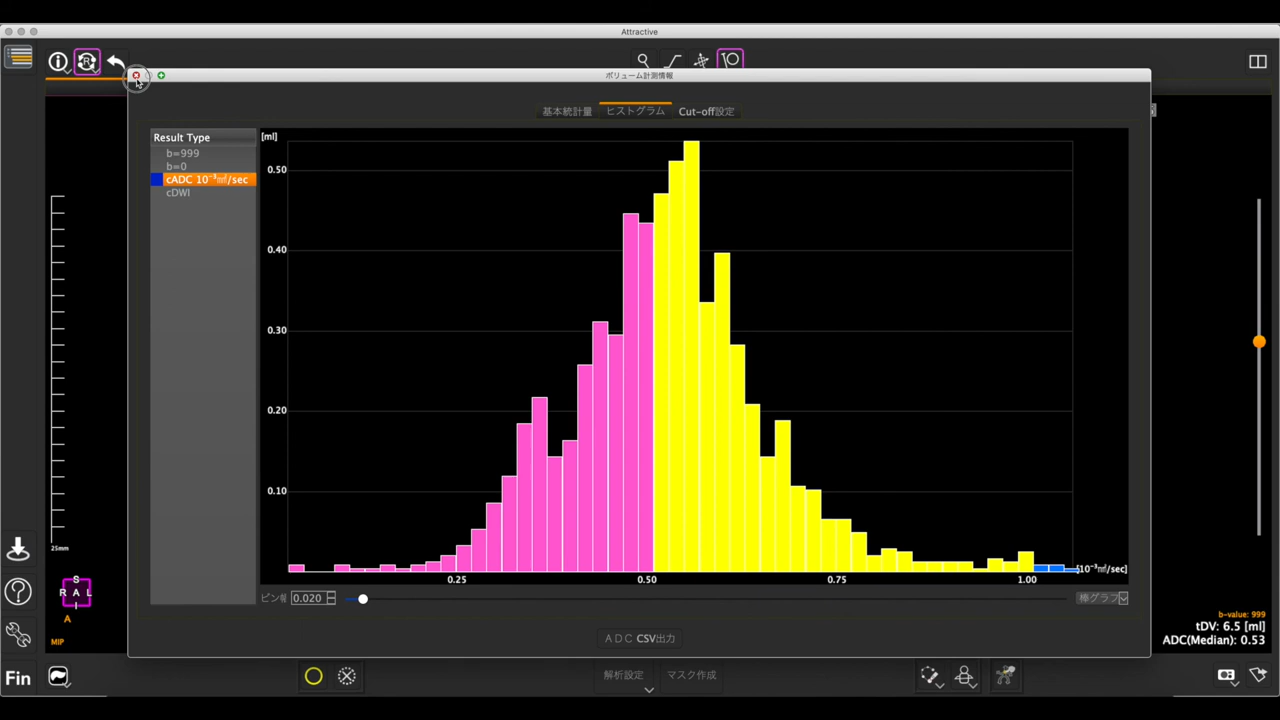 Attractive
ボリューム計測情報
基本統計量 ヒストグラム Cut-off設定
Result Type
b=999
b=0
cADC 10⁻³㎟/sec
cDWI
[ml]
0.50
0.40
0.30
0.20
0.10
0.25 0.50 0.75 1.00
[10⁻³㎟/sec]
ビン幅 0.020
棒グラフ
ADC CSV出力
25mm
S
R A L
I
A
MIP
b-value: 999
tDV: 6.5 [ml]
ADC(Median): 0.53
Fin
解析設定 マスク作成